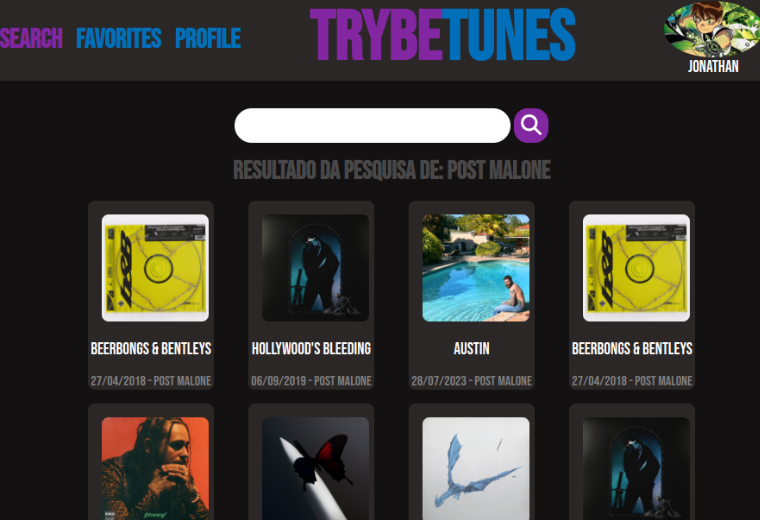 SEARCH FAVORITES PROFILE
TRYBETUNES
JONATHAN
RESULTADO DA PESQUISA DE: POST MALONE
BEERBONGS & BENTLEYS
27/04/2018 - POST MALONE
HOLLYWOOD'S BLEEDING
06/09/2019 - POST MALONE
AUSTIN
28/07/2023 - POST MALONE
BEERBONGS & BENTLEYS
27/04/2018 - POST MALONE